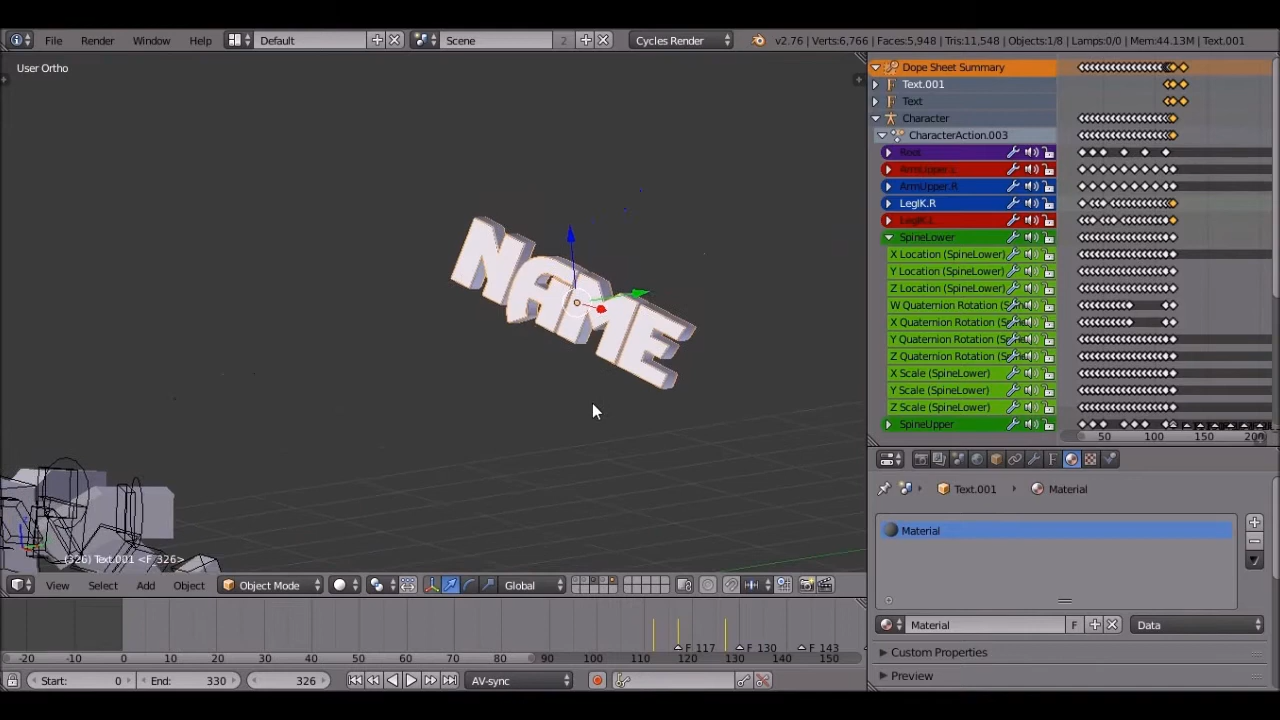 File Render Window Help Default Scene 2 Cycles Render v2.76 | Verts:6,766 | Faces:5,948 | Tris:11,548 | Objects:1/8 | Lamps:0/0 | Mem:44.13M | Text.001
User Ortho
Dope Sheet Summary
Text.001
Text
Character
CharacterAction.003
Root
ArmUpper.L
ArmUpper.R
LegIK.R
LegIK.L
SpineLower
X Location (SpineLower)
Y Location (SpineLower)
Z Location (SpineLower)
W Quaternion Rotation (
X Quaternion Rotation (
Y Quaternion Rotation (
Z Quaternion Rotation (
X Scale (SpineLower)
Y Scale (SpineLower)
Z Scale (SpineLower)
SpineUpper
50 100 150 200
NAME
(326) Text.001 <F 326>
View Select Add Object Object Mode Global
F 117 F 130 F 143
-20 -10 0 10 20 30 40 50 60 70 80 90 100 110 120 130 140 150
Start: 0 End: 330 326 AV-sync
Text.001 Material
Material
Material F Data
Custom Properties
Preview